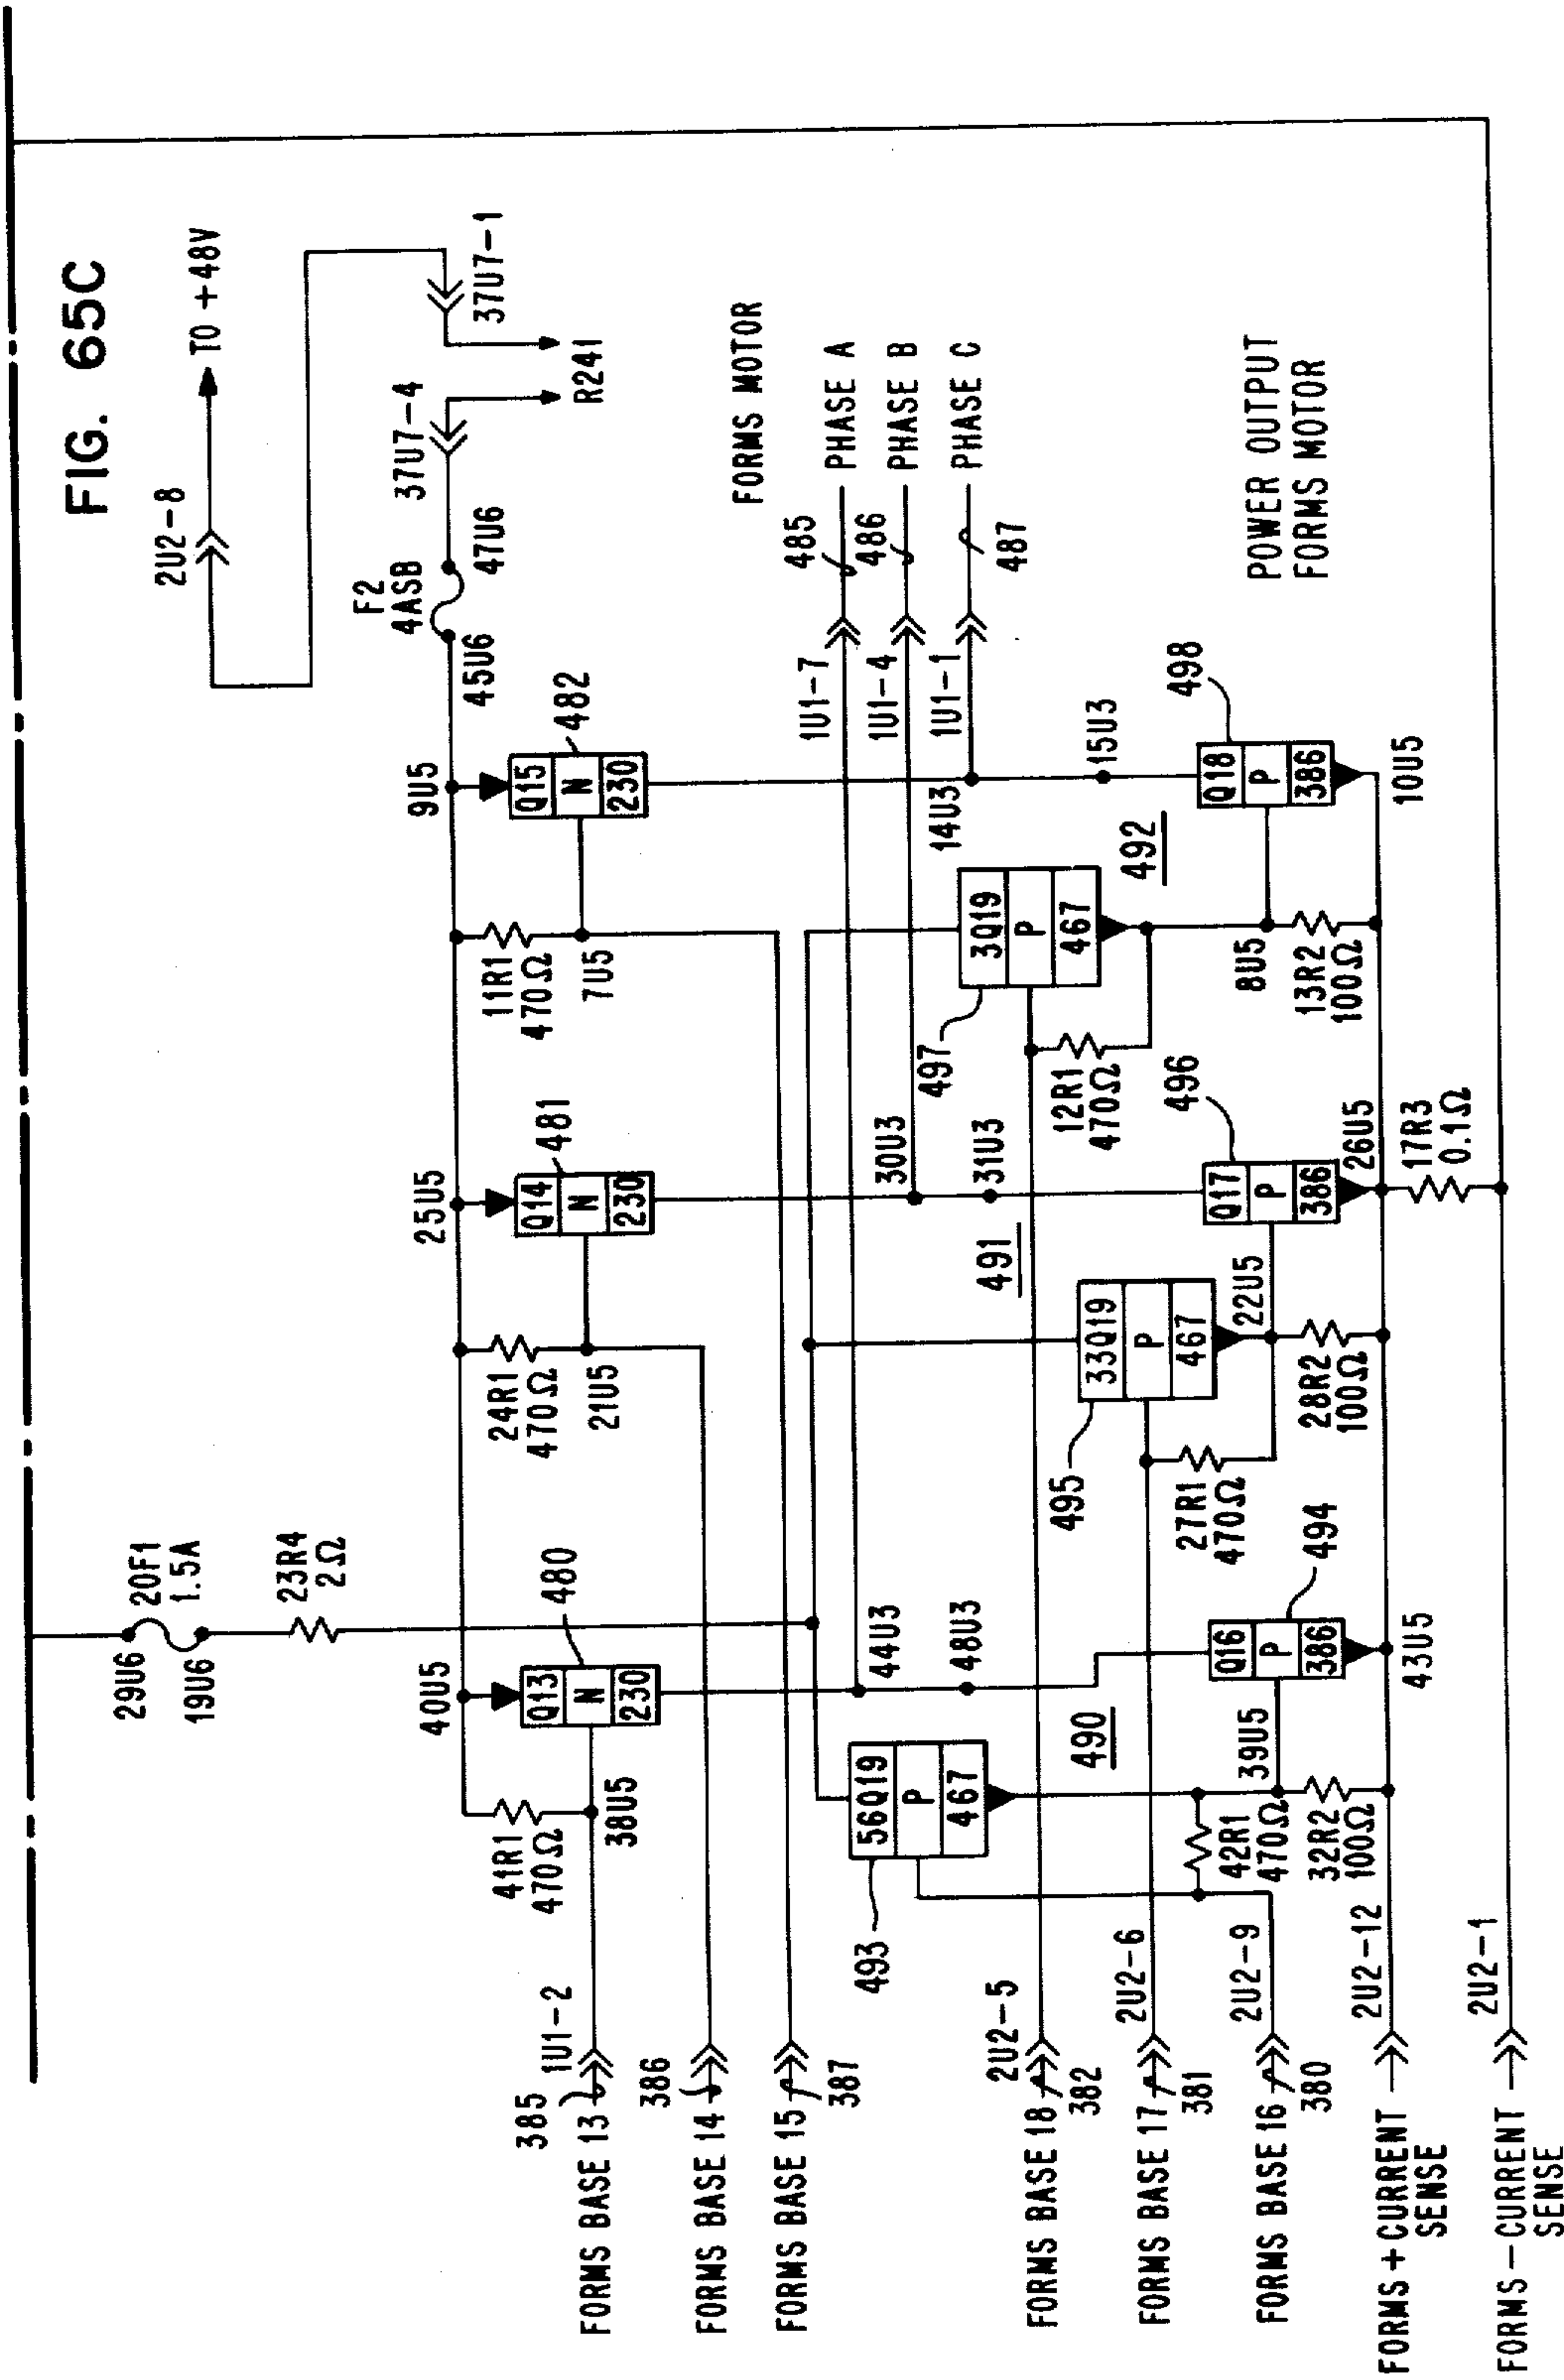 FIG. 65C
2U2-8
TO +48V
37U7-1
R241
37U7-4
47U6
F2
4ASB
45U6
29U6
20F1
1.5A
19U6
23R4
2Ω
40U5
Q13
N
230
480
41R1
470Ω
38U5
25U5
Q14
N
230
481
24R1
470Ω
21U5
9U5
Q15
N
230
482
11R1
470Ω
7U5
FORMS MOTOR
485
PHASE A
486
PHASE B
487
PHASE C
1U1-7
1U1-4
1U1-1
POWER OUTPUT
FORMS MOTOR
385
1U1-2
FORMS BASE 13
386
FORMS BASE 14
FORMS BASE 15
387
56Q19
P
467
493
44U3
48U3
490
42R1
470Ω
39U5
32R2
100Ω
Q16
P
386
494
43U5
33Q19
P
467
495
30U3
31U3
491
27R1
470Ω
22U5
28R2
100Ω
Q17
P
386
496
26U5
17R3
0.1Ω
3Q19
P
467
497
14U3
15U3
492
12R1
470Ω
8U5
13R2
100Ω
Q18
P
386
498
10U5
2U2-5
FORMS BASE 18
382
2U2-6
FORMS BASE 17
381
2U2-9
FORMS BASE 16
380
2U2-12
FORMS + CURRENT
SENSE
2U2-1
FORMS - CURRENT
SENSE